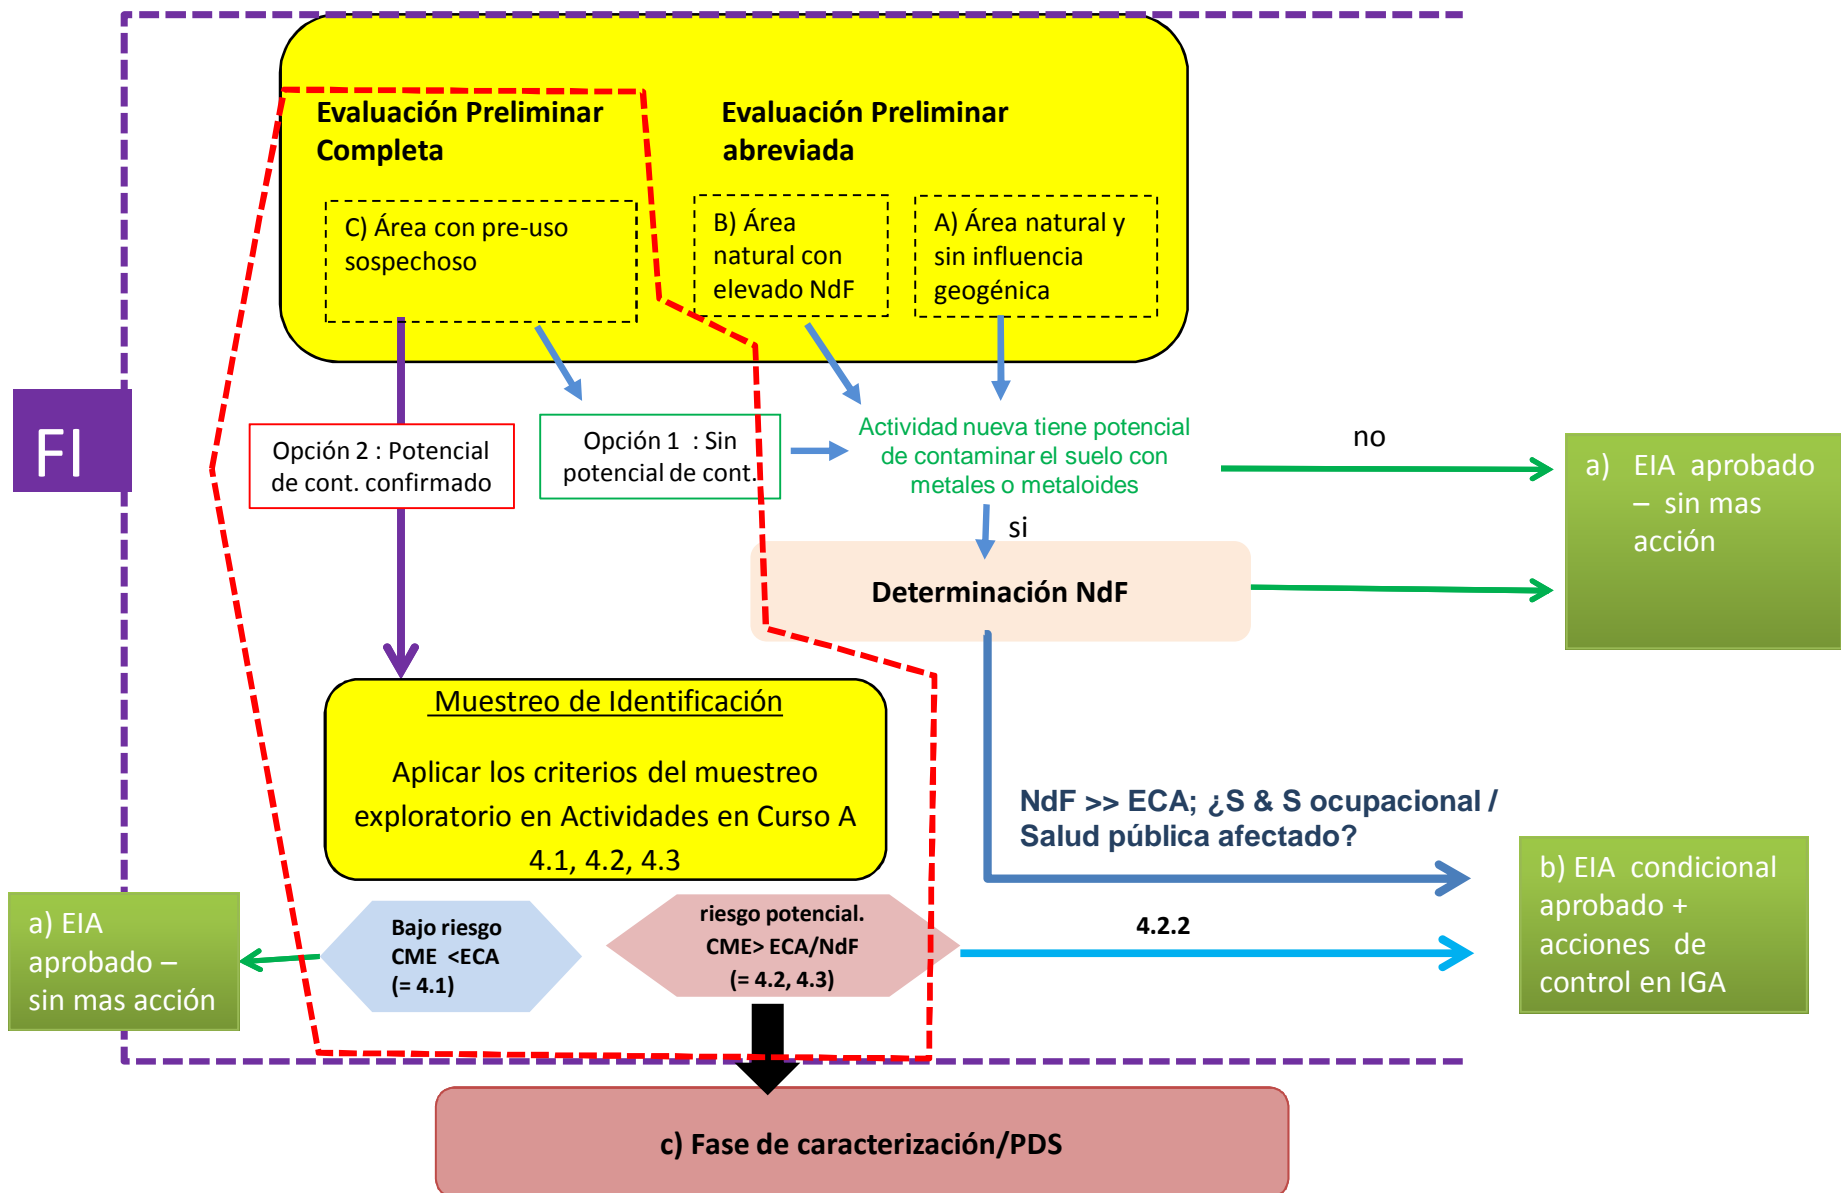 Evaluación Preliminar
Completa
Evaluación Preliminar
abreviada
C) Área con pre-uso
sospechoso
B) Área
natural con
elevado NdF
A) Área natural y
sin influencia
geogénica
FI
Opción 2 : Potencial
de cont. confirmado
Opción 1 : Sin
potencial de cont.
Actividad nueva tiene potencial
de contaminar el suelo con
metales o metaloides
no
si
a) EIA aprobado
– sin mas
acción
Determinación NdF
Muestreo de Identificación
Aplicar los criterios del muestreo
exploratorio en Actividades en Curso A
4.1, 4.2, 4.3
NdF >> ECA; ¿S & S ocupacional /
Salud pública afectado?
a) EIA
aprobado –
sin mas acción
Bajo riesgo
CME <ECA
(= 4.1)
riesgo potencial.
CME> ECA/NdF
(= 4.2, 4.3)
4.2.2
b) EIA condicional
aprobado +
acciones de
control en IGA
c) Fase de caracterización/PDS